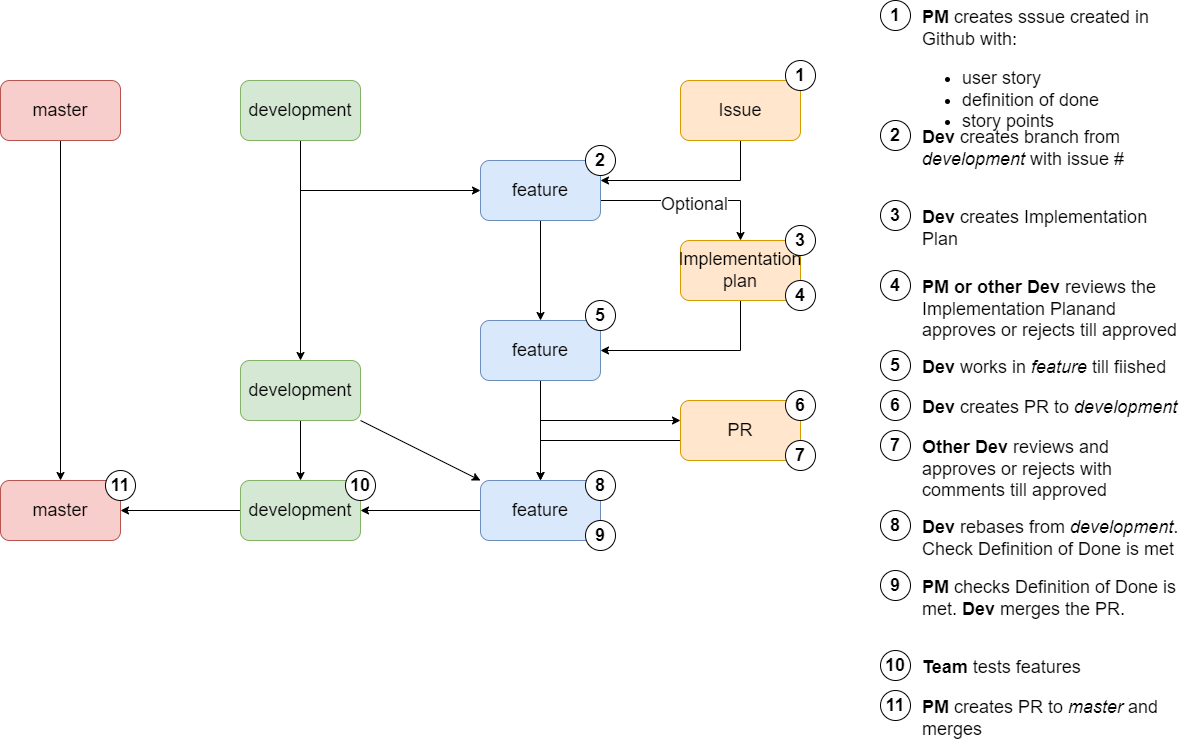 1
PM creates sssue created in
Github with:
1
master
development
Issue
user story
definition of done
story points
2
Dev creates branch from
development with issue #
2
feature
Optional
3
Dev creates Implementation
Plan
3
Implementation
plan
4
4
PM or other Dev reviews the
Implementation Planand
approves or rejects till approved
5
feature
5
Dev works in feature till fiished
development
6
PR
7
6
Dev creates PR to development
7
Other Dev reviews and
approves or rejects with
comments till approved
11
master
10
development
8
feature
9
8
Dev rebases from development.
Check Definition of Done is met
9
PM checks Definition of Done is
met. Dev merges the PR.
10
Team tests features
11
PM creates PR to master and
merges